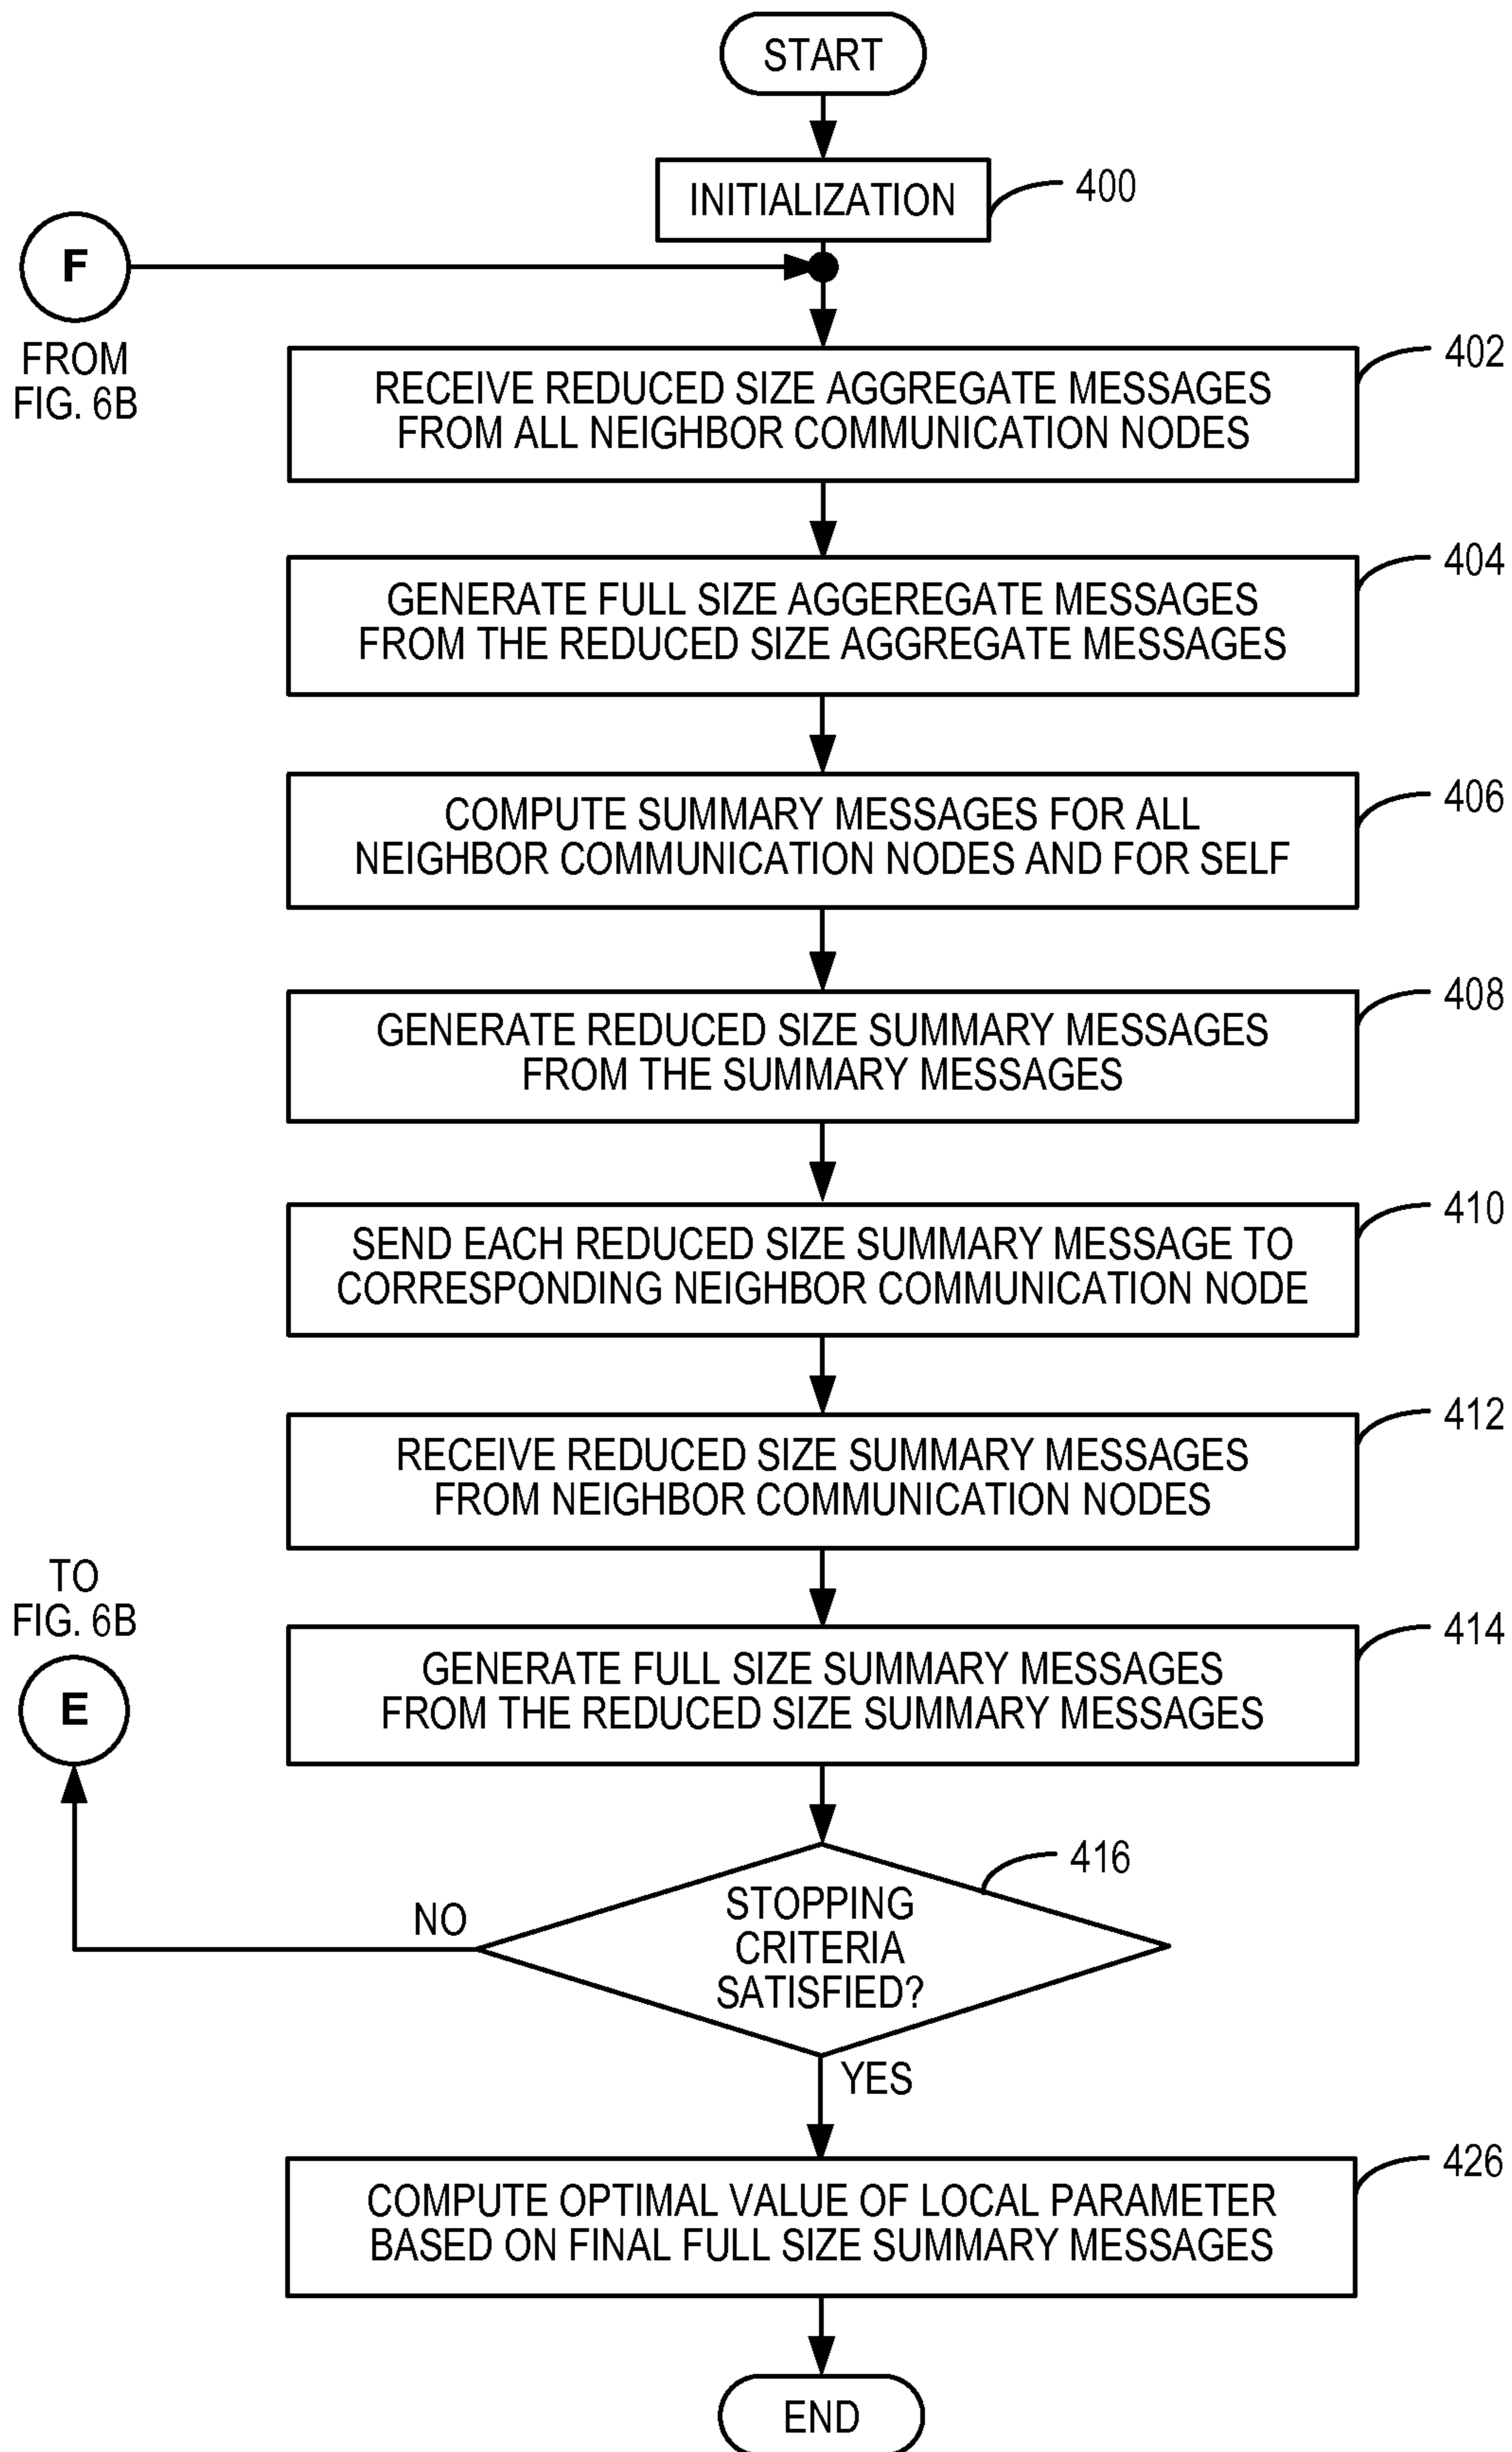 START
INITIALIZATION
400
F
FROM
FIG. 6B
402
RECEIVE REDUCED SIZE AGGREGATE MESSAGES
FROM ALL NEIGHBOR COMMUNICATION NODES
404
GENERATE FULL SIZE AGGEREGATE MESSAGES
FROM THE REDUCED SIZE AGGREGATE MESSAGES
406
COMPUTE SUMMARY MESSAGES FOR ALL
NEIGHBOR COMMUNICATION NODES AND FOR SELF
408
GENERATE REDUCED SIZE SUMMARY MESSAGES
FROM THE SUMMARY MESSAGES
410
SEND EACH REDUCED SIZE SUMMARY MESSAGE TO
CORRESPONDING NEIGHBOR COMMUNICATION NODE
412
RECEIVE REDUCED SIZE SUMMARY MESSAGES
FROM NEIGHBOR COMMUNICATION NODES
TO
FIG. 6B
E
414
GENERATE FULL SIZE SUMMARY MESSAGES
FROM THE REDUCED SIZE SUMMARY MESSAGES
416
STOPPING
CRITERIA
SATISFIED?
NO
YES
426
COMPUTE OPTIMAL VALUE OF LOCAL PARAMETER
BASED ON FINAL FULL SIZE SUMMARY MESSAGES
END